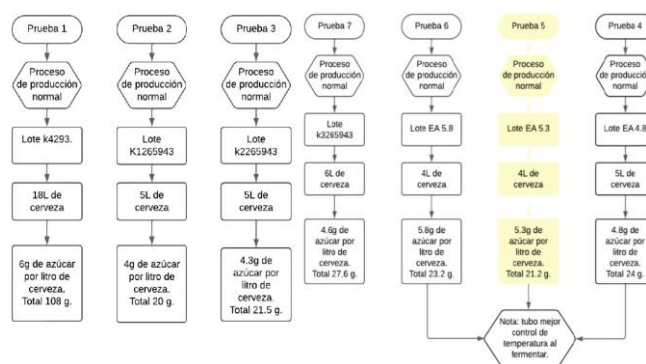 Prueba 1
Proceso
de producción
normal
Lote k4293.
18L de
cerveza
6g de azúcar
por litro de
cerveza.
Total 108 g.
Prueba 2
Proceso
de producción
normal
Lote
K1265943
5L de
cerveza
4g de azúcar
por litro de
cerveza.
Total 20 g.
Prueba 3
Proceso
de producción
normal
Lote
k2265943
5L de
cerveza
4.3g de
azúcar por
litro de
cerveza.
Total 21.5 g.
Prueba 7
Proceso
de producción
normal
Lote
k3265943
6L de
cerveza
4.6g de
azúcar por
litro de
cerveza.
Total 27.6 g.
Prueba 6
Proceso
de producción
normal
Lote EA 5.8
4L de
cerveza
5.8g de
azúcar por
litro de
cerveza.
Total 23.2 g.
Prueba 5
Proceso
de producción
normal
Lote EA 5.3
4L de
cerveza
5.3g de
azúcar por
litro de
cerveza.
Total 21.2 g.
Prueba 4
Proceso
de producción
normal
Lote EA 4.8
5L de
cerveza
4.8g de
azúcar por
litro de
cerveza.
Total 24 g.
Nota: tubo mejor
control de
temperatura al
fermentar.